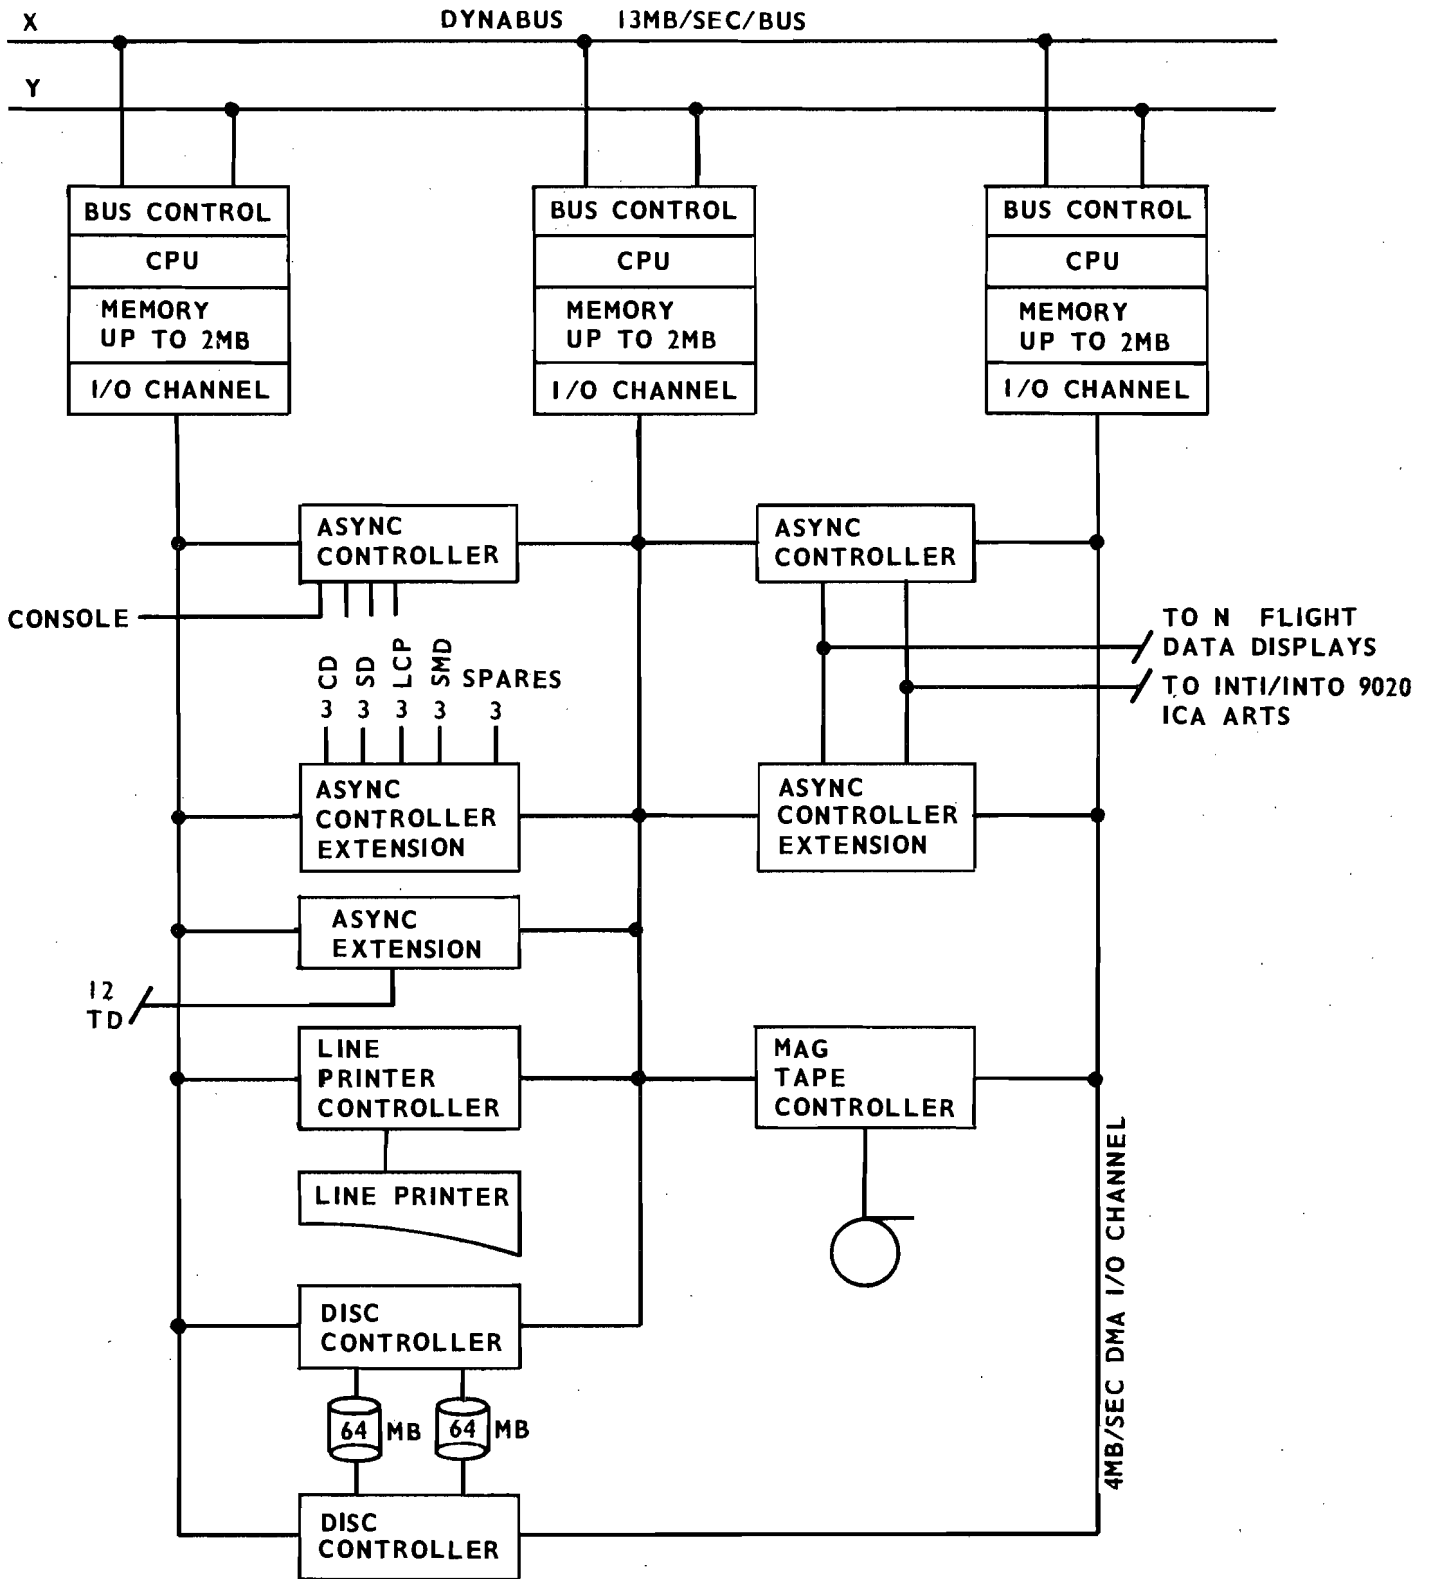 X
DYNABUS 13MB/SEC/BUS
Y
BUS CONTROL
CPU
MEMORY
UP TO 2MB
I/O CHANNEL
BUS CONTROL
CPU
MEMORY
UP TO 2MB
I/O CHANNEL
BUS CONTROL
CPU
MEMORY
UP TO 2MB
I/O CHANNEL
ASYNC
CONTROLLER
ASYNC
CONTROLLER
CONSOLE
TO N FLIGHT
DATA DISPLAYS
TO INTI/INTO 9020
ICA ARTS
3 CD
3 SD
3 LCP
3 SMD
SPARES
3
ASYNC
CONTROLLER
EXTENSION
ASYNC
CONTROLLER
EXTENSION
ASYNC
EXTENSION
12
TD
LINE
PRINTER
CONTROLLER
MAG
TAPE
CONTROLLER
LINE PRINTER
4MB/SEC DMA I/O CHANNEL
DISC
CONTROLLER
64 MB
64 MB
DISC
CONTROLLER